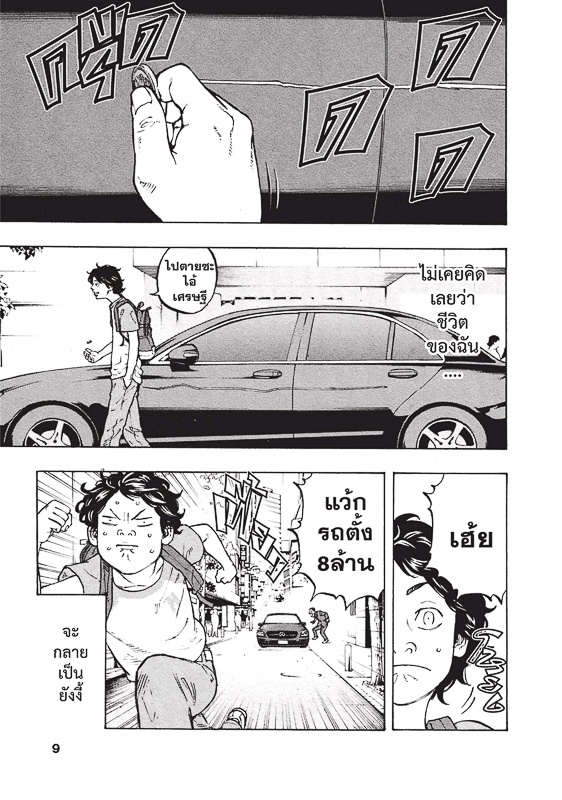 ด
ด
ด
ไม่เคยคิด
เลยว่า
ชีวิต
ของฉัน
....
ไปตายซะ
ไอ้
เศรษฐี
เฮ้ย
แว้ก
รถตั้ง
8ล้าน
จะ
กลาย
เป็น
ยังงี้
9